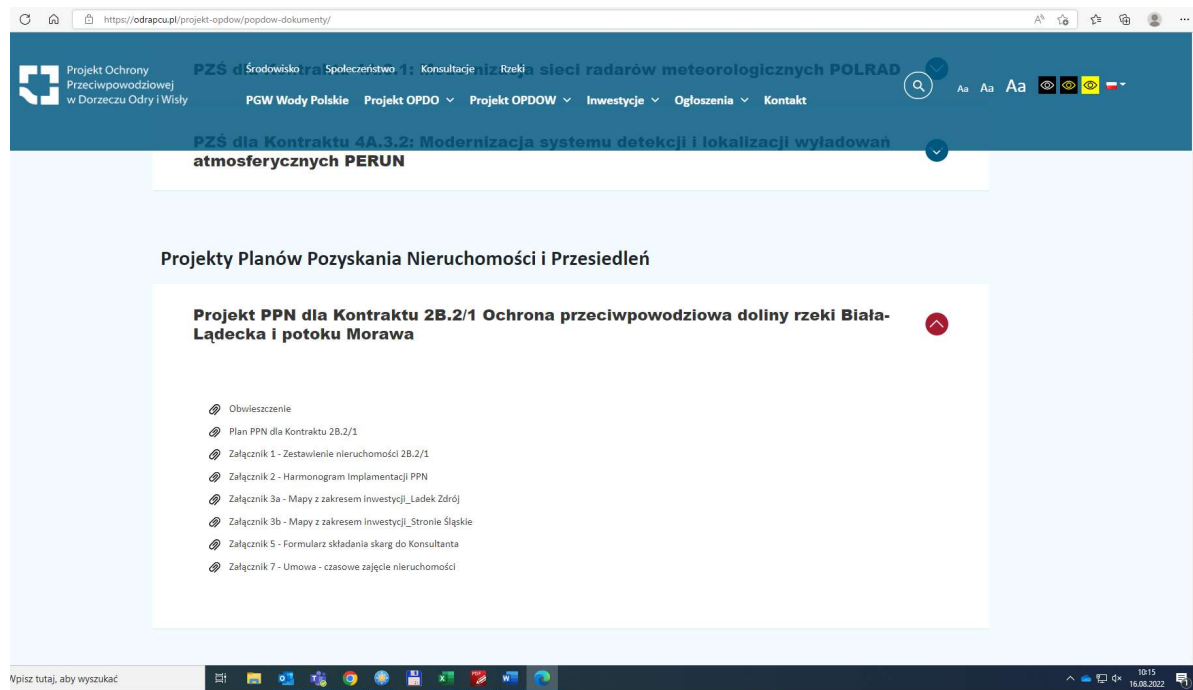 https://odrapcu.pl/projekt-opdow/popdow-dokumenty/
Projekt Ochrony
Przeciwpowodziowej
w Dorzeczu Odry i Wisły
Środowisko Społeczeństwo Konsultacje Rzeki
sieci radarów meteorologicznych POLRAD
PGW Wody Polskie Projekt OPDO Projekt OPDOW Inwestycje Ogłoszenia Kontakt
Aa Aa Aa
PZŚ dla Kontraktu 4A.3.2: Modernizacja systemu detekcji i lokalizacji wyładowań
atmosferycznych PERUN
Projekty Planów Pozyskania Nieruchomości i Przesiedleń
Projekt PPN dla Kontraktu 2B.2/1 Ochrona przeciwpowodziowa doliny rzeki Biała-
Lądecka i potoku Morawa
Obwieszczenie
Plan PPN dla Kontraktu 2B.2/1
Załącznik 1 - Zestawienie nieruchomości 2B.2/1
Załącznik 2 - Harmonogram Implamentacji PPN
Załącznik 3a - Mapy z zakresem inwestycji_Ladek Zdrój
Załącznik 3b - Mapy z zakresem inwestycji_Stronie Śląskie
Załącznik 5 - Formularz składania skarg do Konsultanta
Załącznik 7 - Umowa - czasowe zajęcie nieruchomości
Wpisz tutaj, aby wyszukać
10:15
16.08.2022